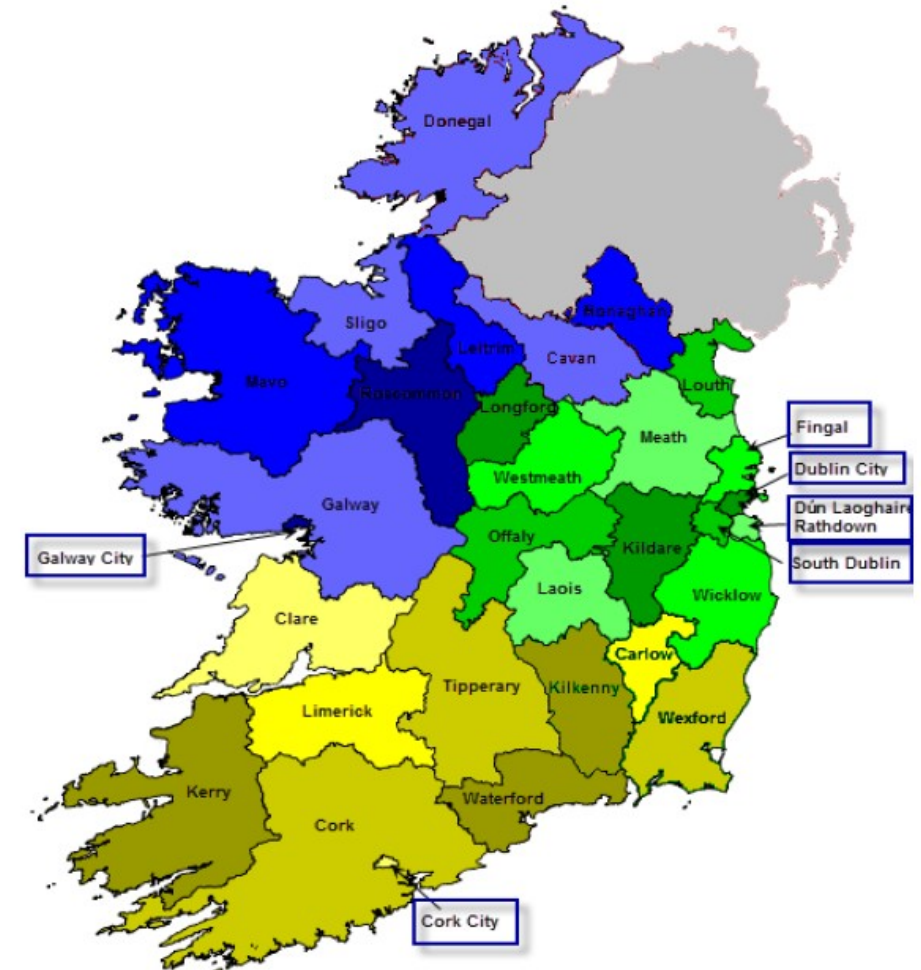 Donegal
Monaghan
Sligo
Leitrim
Cavan
Mayo
Roscommon
Longford
Louth
Meath
Fingal
Westmeath
Dublin City
Galway
Dún Laoghaire
Rathdown
Offaly
Kildare
South Dublin
Galway City
Laois
Wicklow
Clare
Carlow
Tipperary
Kilkenny
Limerick
Wexford
Kerry
Waterford
Cork
Cork City